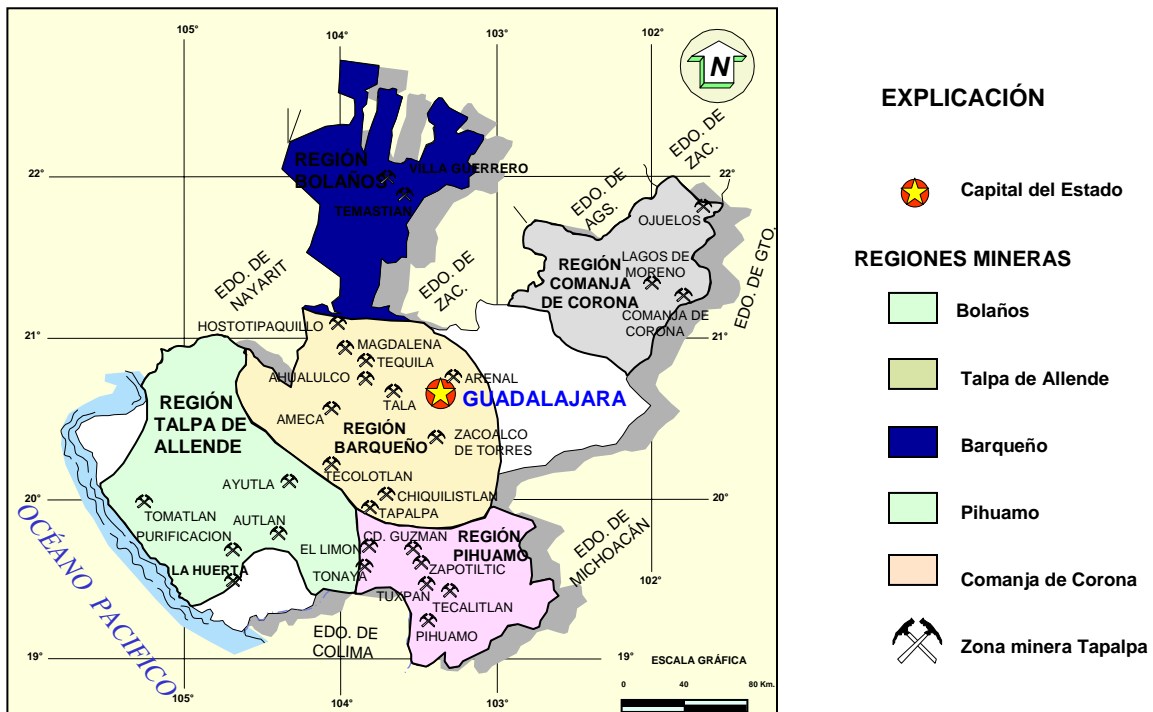 105°
104°
103°
102°
N
EDO. DE
ZAC.
22°
22°
REGIÓN
BOLAÑOS
VILLA GUERRERO
TEMASTIAN
EDO. DE
AGS.
OJUELOS
LAGOS DE
MORENO
REGIÓN
COMANJA
DE CORONA
COMANJA DE
CORONA
EDO. DE GTO.
EDO. DE
NAYARIT
EDO. DE
ZAC.
21°
21°
HOSTOTIPAQUILLO
MAGDALENA
TEQUILA
AHUALULCO
ARENAL
TALA
GUADALAJARA
AMECA
REGIÓN
BARQUEÑO
ZACOALCO
DE TORRES
REGIÓN
TALPA DE
ALLENDE
TECOLOTLAN
AYUTLA
CHIQUILISTLAN
TAPALPA
20°
20°
TOMATLAN
AUTLAN
PURIFICACION
LA HUERTA
EL LIMON
TONAYA
CD. GUZMAN
REGIÓN
PIHUAMO
ZAPOTILTIC
TUXPAN
TECALITLAN
PIHUAMO
EDO. DE
MICHOACÁN
102°
OCÉANO PACIFICO
EDO. DE
COLIMA
19°
19°
105°
104°
103°
ESCALA GRÁFICA
0 40 80 Km.
EXPLICACIÓN
Capital del Estado
REGIONES MINERAS
Bolaños
Talpa de Allende
Barqueño
Pihuamo
Comanja de Corona
Zona minera Tapalpa